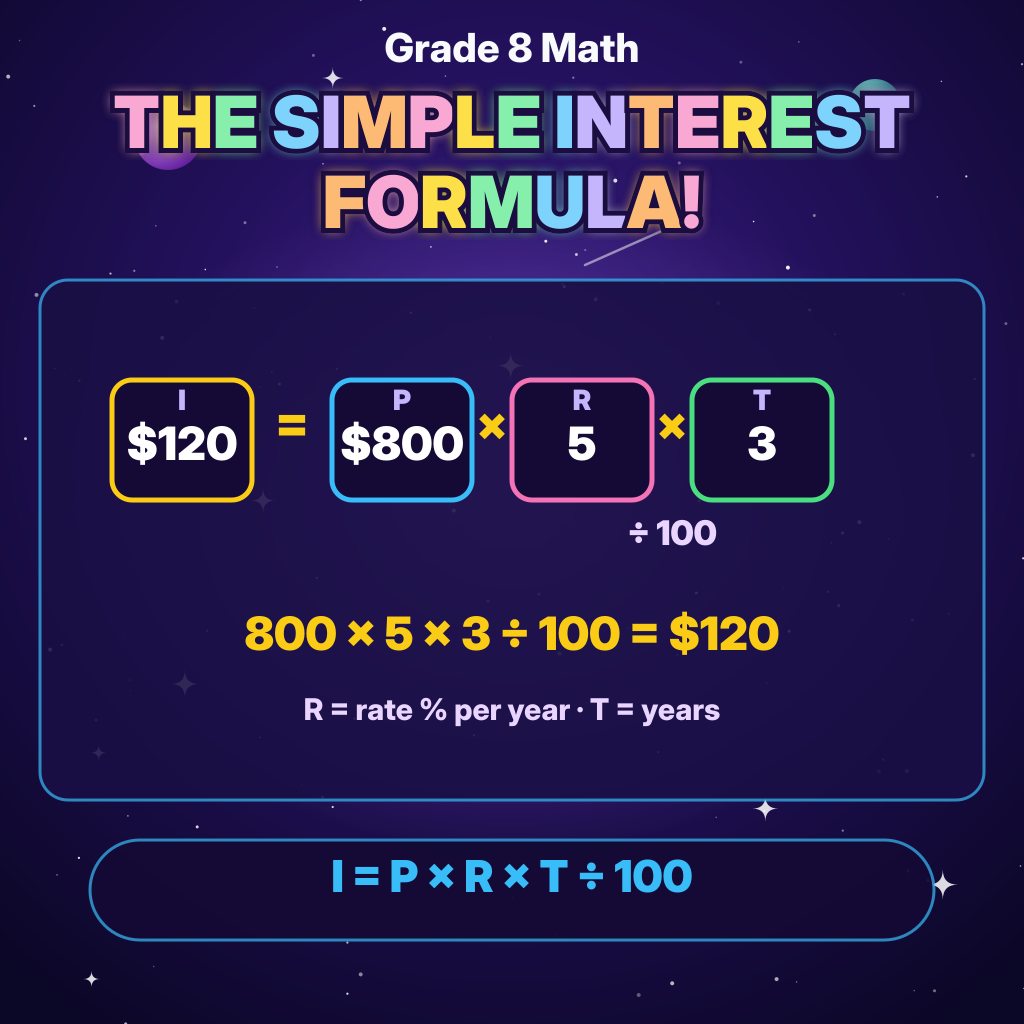 Grade 8 Math
THE SIMPLE INTEREST
FORMULA!
I P R T
$120 = $800 × 5 × 3
÷ 100
800 × 5 × 3 ÷ 100 = $120
R = rate % per year · T = years
I = P × R × T ÷ 100